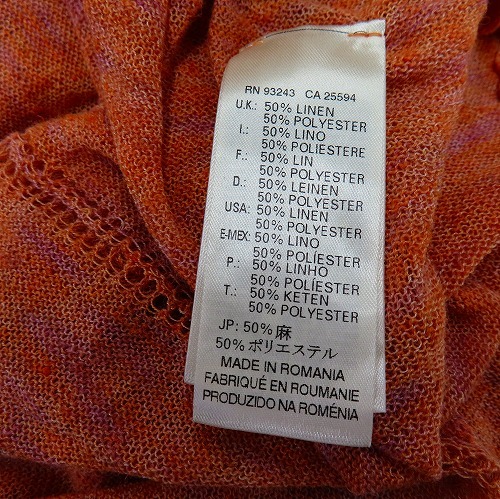 RN 93243 CA 25594
U.K.: 50% LINEN
50% POLYESTER
I.: 50% LINO
50% POLIESTERE
F.: 50% LIN
50% POLYESTER
D.: 50% LEINEN
50% POLYESTER
USA: 50% LINEN
50% POLYESTER
E-MEX: 50% LINO
50% POLÍESTER
P.: 50% LINHO
50% POLIÉSTER
T.: 50% KETEN
50% POLYESTER
JP: 50% 麻
50% ポリエステル
MADE IN ROMANIA
FABRIQUÉ EN ROUMANIE
PRODUZIDO NA ROMÉNIA